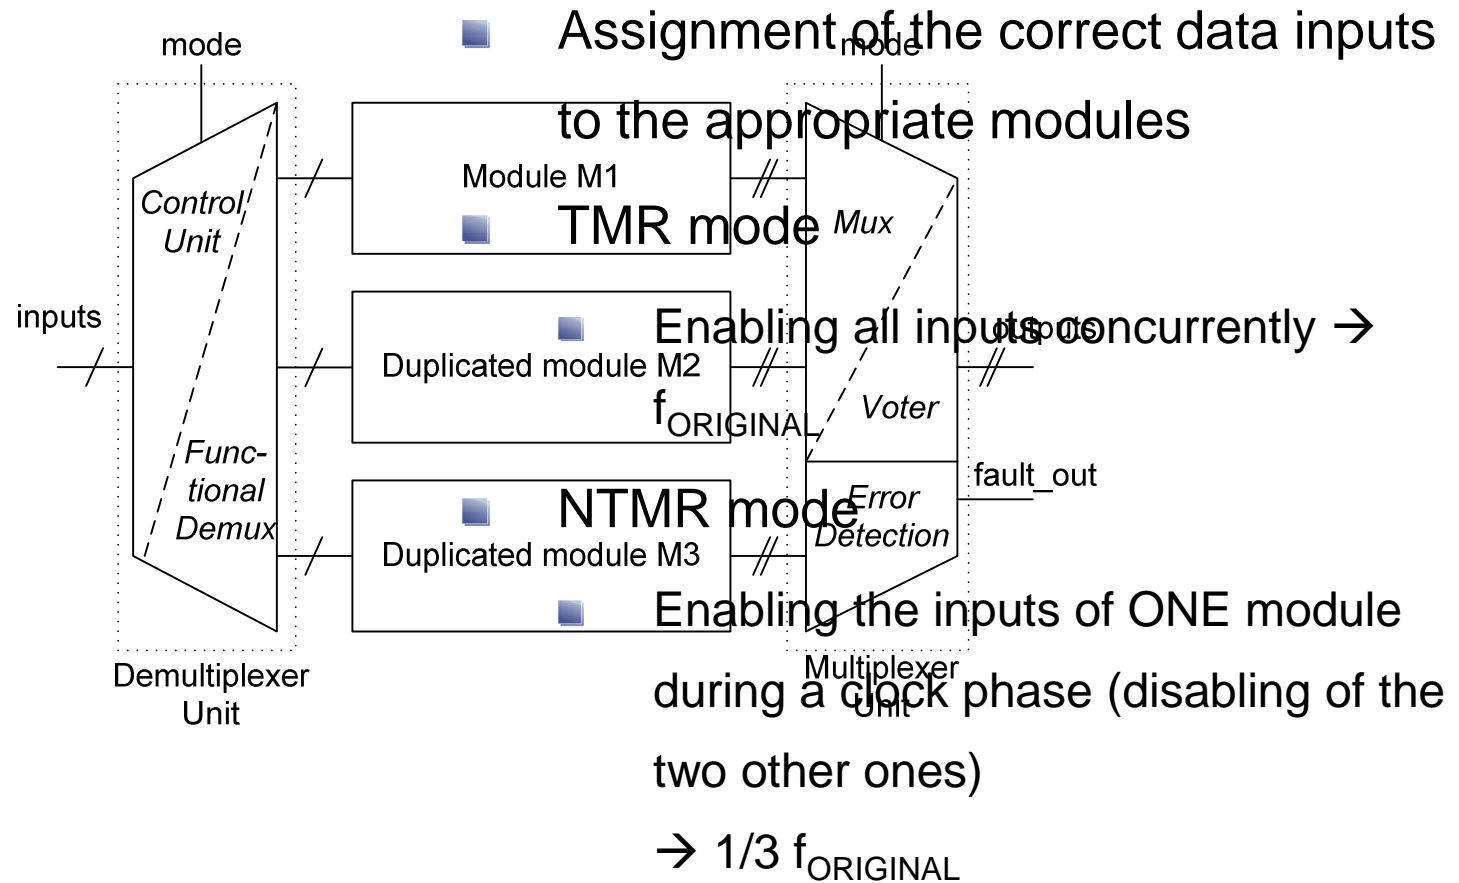 Assignment of the correct data inputs
to the appropriate modules
TMR mode
Enabling all inputs concurrently →
fORIGINAL
NTMR mode
Enabling the inputs of ONE module
during a clock phase (disabling of the
two other ones)
→ 1/3 fORIGINAL
mode
Control
Unit
Func-
tional
Demux
inputs
Demultiplexer
Unit
Module M1
Duplicated module M2
Duplicated module M3
mode
Mux
Voter
Error
Detection
outputs
fault_out
Multiplexer
Unit